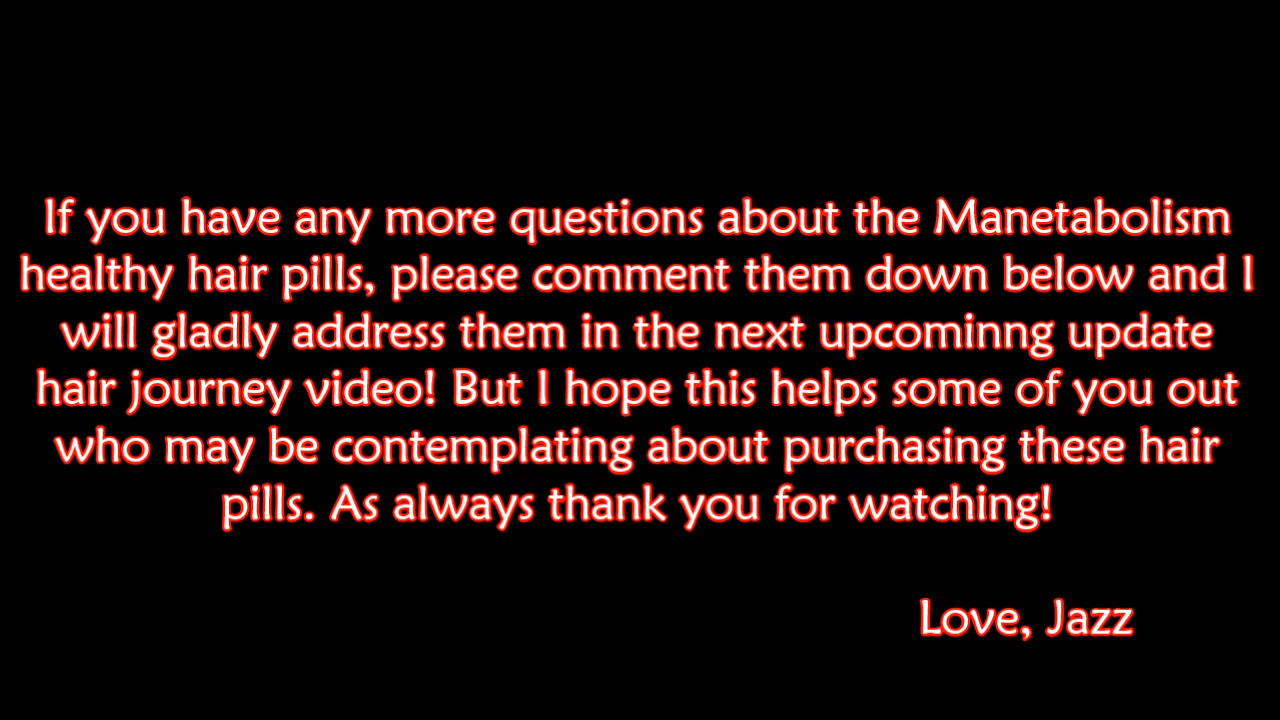 If you have any more questions about the Manetabolism
healthy hair pills, please comment them down below and I
will gladly address them in the next upcominng update
hair journey video! But I hope this helps some of you out
who may be contemplating about purchasing these hair
pills. As always thank you for watching!
Love, Jazz